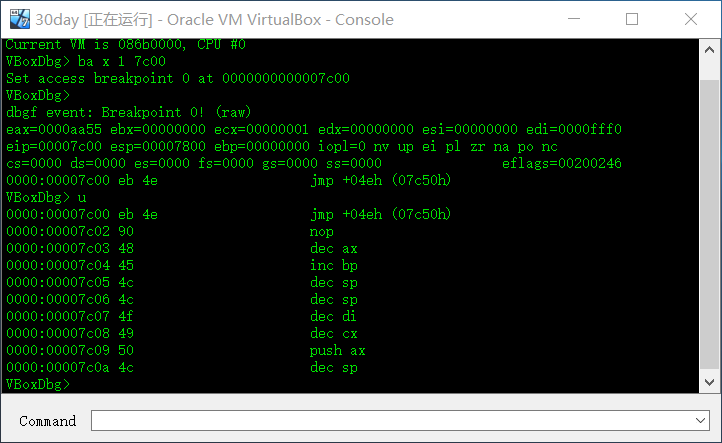 30day [正在运行] - Oracle VM VirtualBox - Console
Current VM is 086b0000, CPU #0
VBoxDbg> ba x 1 7c00
Set access breakpoint 0 at 0000000000007c00
VBoxDbg>
dbgf event: Breakpoint 0! (raw)
eax=0000aa55 ebx=00000000 ecx=00000001 edx=00000000 esi=00000000 edi=0000fff0
eip=00007c00 esp=00007800 ebp=00000000 iopl=0 nv up ei pl zr na po nc
cs=0000 ds=0000 es=0000 fs=0000 gs=0000 ss=0000 eflags=00200246
0000:00007c00 eb 4e jmp +04eh (07c50h)
VBoxDbg> u
0000:00007c00 eb 4e jmp +04eh (07c50h)
0000:00007c02 90 nop
0000:00007c03 48 dec ax
0000:00007c04 45 inc bp
0000:00007c05 4c dec sp
0000:00007c06 4c dec sp
0000:00007c07 4f dec di
0000:00007c08 49 dec cx
0000:00007c09 50 push ax
0000:00007c0a 4c dec sp
VBoxDbg>
Command